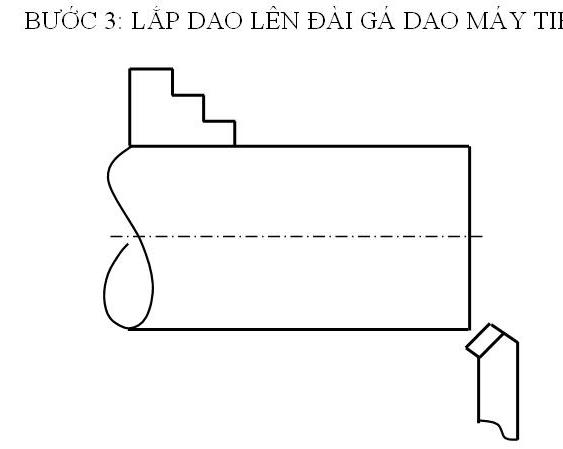 BƯỚC 3: LẮP DAO LÊN ĐÀI GÁ DAO MÁY